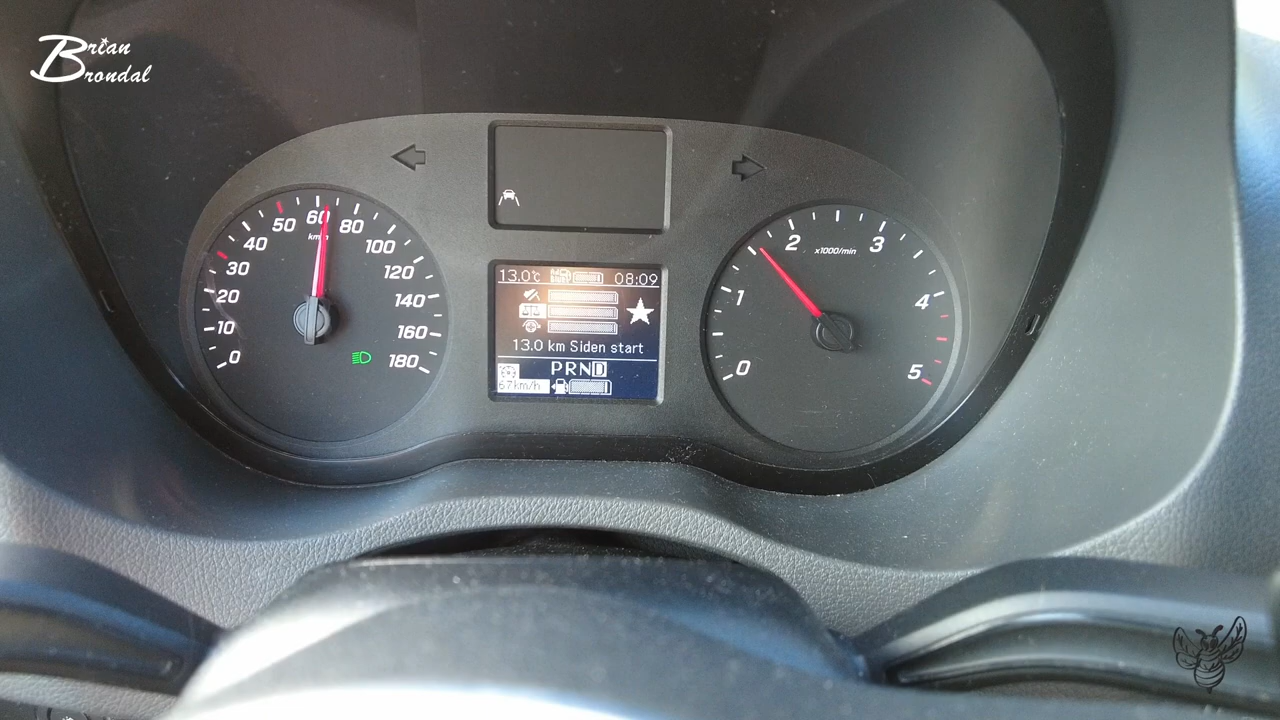 Brian
Brondal
0
10
20
30
40
50
60
80
100
120
140
160
180
km/h
13.0°C
08:09
13.0 km Siden start
PRND
67km/h
0
1
2
3
4
5
x1000/min